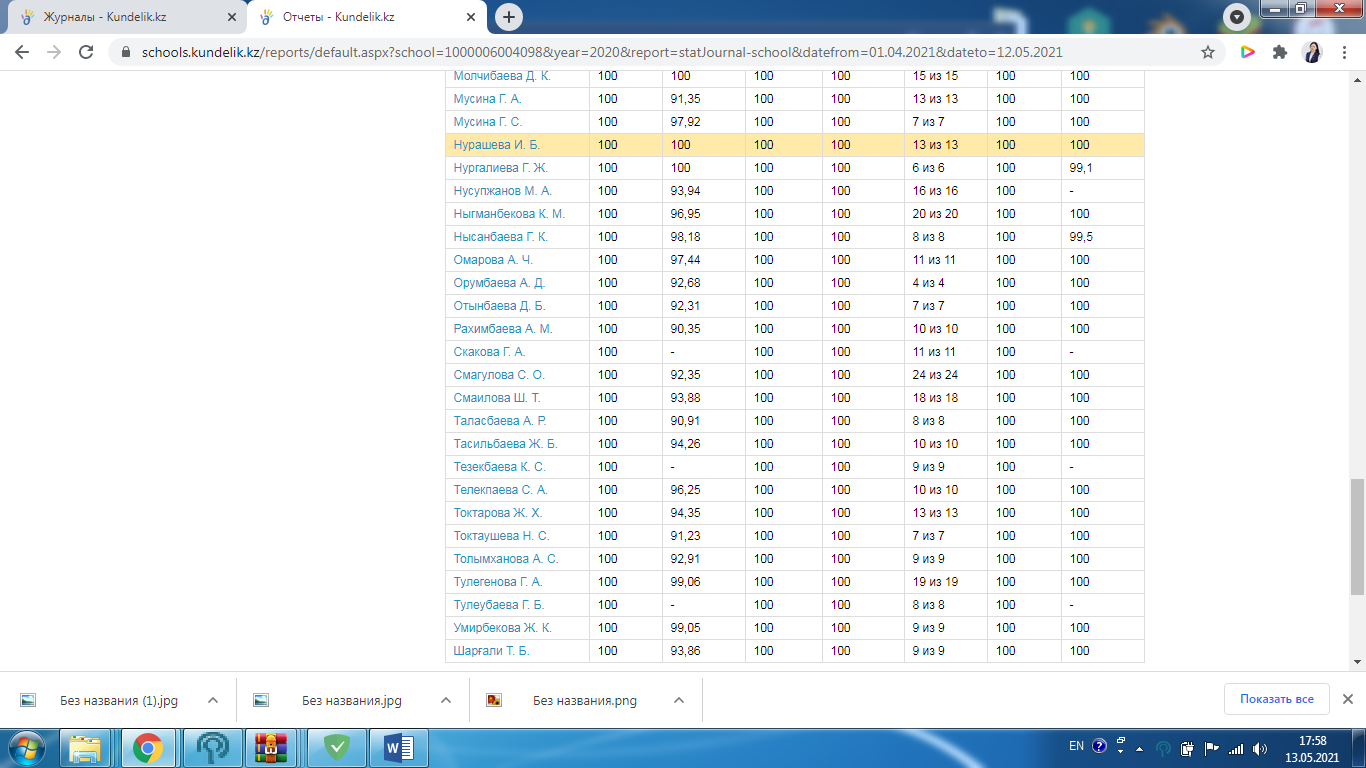 Журналы - Kundelik.kz
Отчеты - Kundelik.kz
schools.kundelik.kz/reports/default.aspx?school=1000006004098&year=2020&report=statJournal-school&datefrom=01.04.2021&dateto=12.05.2021
Молчибаева Д. К. 100 100 100 100 15 из 15 100 100
Мусина Г. А. 100 91,35 100 100 13 из 13 100 100
Мусина Г. С. 100 97,92 100 100 7 из 7 100 100
Нурашева И. Б. 100 100 100 100 13 из 13 100 100
Нургалиева Г. Ж. 100 100 100 100 6 из 6 100 99,1
Нусупжанов М. А. 100 93,94 100 100 16 из 16 100 -
Ныгманбекова К. М. 100 96,95 100 100 20 из 20 100 100
Нысанбаева Г. К. 100 98,18 100 100 8 из 8 100 99,5
Омарова А. Ч. 100 97,44 100 100 11 из 11 100 100
Орумбаева А. Д. 100 92,68 100 100 4 из 4 100 100
Отынбаева Д. Б. 100 92,31 100 100 7 из 7 100 100
Рахимбаева А. М. 100 90,35 100 100 10 из 10 100 100
Скакова Г. А. 100 - 100 100 11 из 11 100 -
Смагулова С. О. 100 92,35 100 100 24 из 24 100 100
Смаилова Ш. Т. 100 93,88 100 100 18 из 18 100 100
Таласбаева А. Р. 100 90,91 100 100 8 из 8 100 100
Тасильбаева Ж. Б. 100 94,26 100 100 10 из 10 100 100
Тезекбаева К. С. 100 - 100 100 9 из 9 100 -
Телекпаева С. А. 100 96,25 100 100 10 из 10 100 100
Токтарова Ж. Х. 100 94,35 100 100 13 из 13 100 100
Токтаушева Н. С. 100 91,23 100 100 7 из 7 100 100
Толымханова А. С. 100 92,91 100 100 9 из 9 100 100
Тулегенова Г. А. 100 99,06 100 100 19 из 19 100 100
Тулеубаева Г. Б. 100 - 100 100 8 из 8 100 -
Умирбекова Ж. К. 100 99,05 100 100 9 из 9 100 100
Шарғали Т. Б. 100 93,86 100 100 9 из 9 100 100
Без названия (1).jpg
Без названия.jpg
Без названия.png
Показать все
EN
17:58
13.05.2021